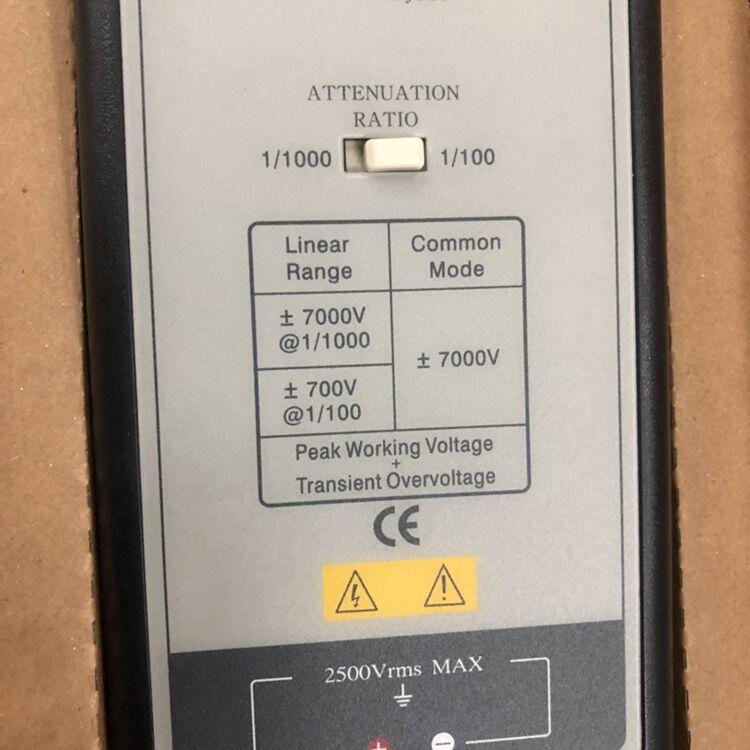 ATTENUATION
RATIO
1/1000 1/100
Linear
Range
Common
Mode
± 7000V
@1/1000
± 7000V
± 700V
@1/100
Peak Working Voltage
+
Transient Overvoltage
CE
2500Vrms MAX
+ −